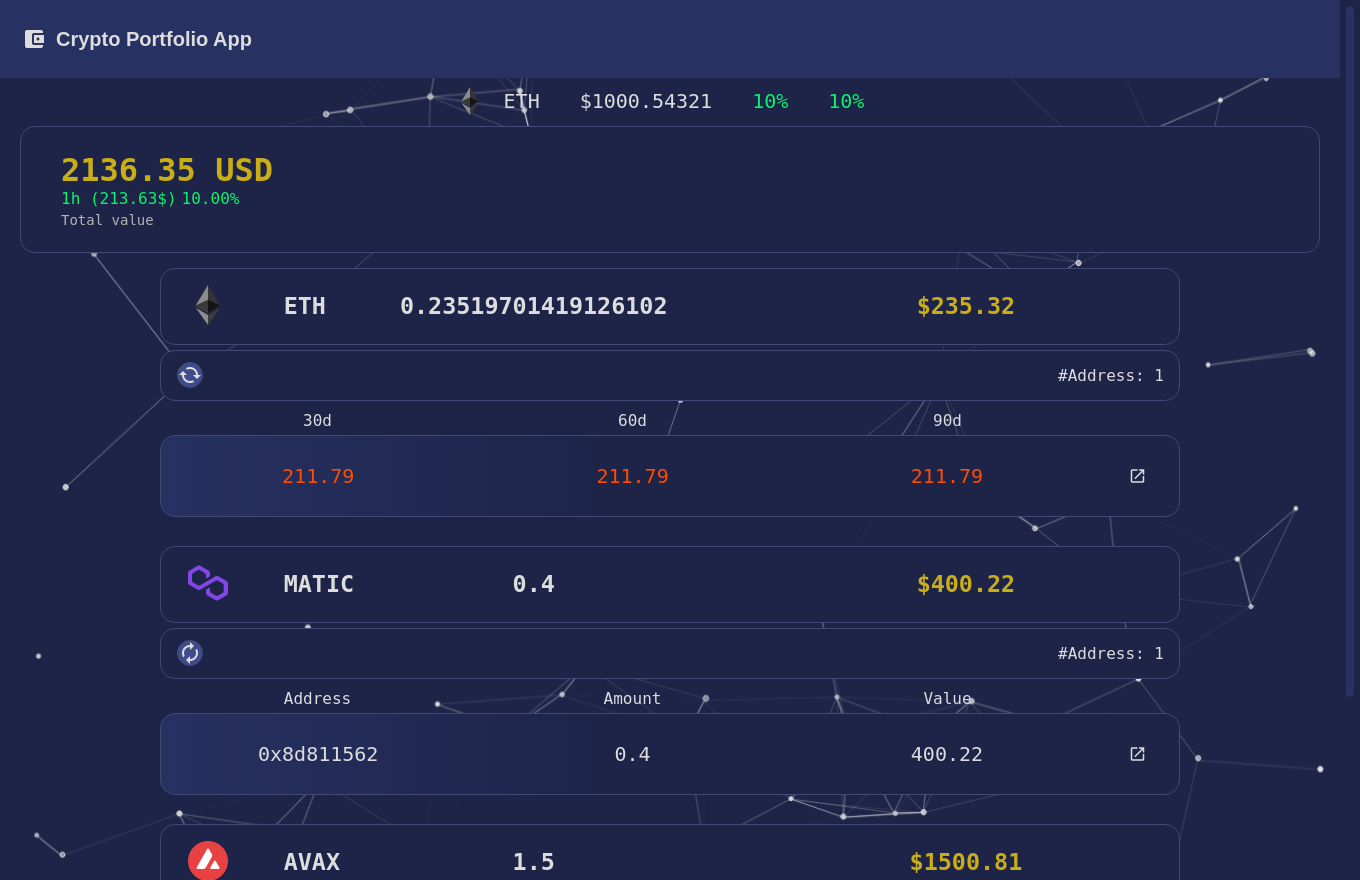 Crypto Portfolio App
ETH $1000.54321 10% 10%
2136.35 USD
1h (213.63$) 10.00%
Total value
ETH 0.23519701419126102 $235.32
#Address: 1
30d 60d 90d
211.79 211.79 211.79
MATIC 0.4 $400.22
#Address: 1
Address Amount Value
0x8d811562 0.4 400.22
AVAX 1.5 $1500.81